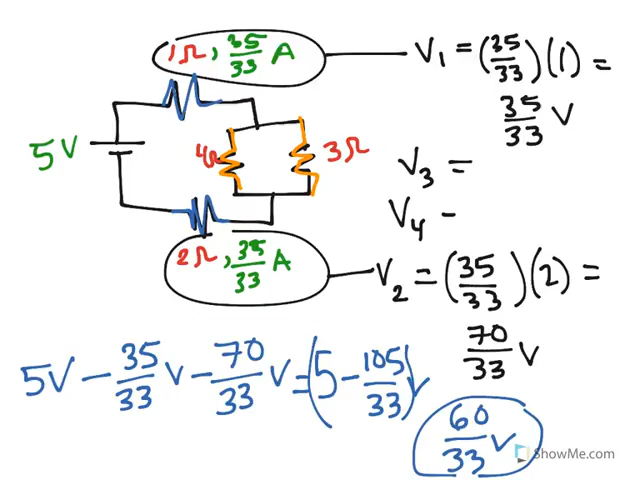 1Ω, 35/33 A
V₁ = (35/33)(1) =
35/33 V
5V
4Ω
3Ω
V₃ =
V₄ -
2Ω, 35/33 A
V₂ = (35/33)(2) =
70/33 V
5V - 35/33 V - 70/33 V = (5 - 105/33) V
60/33 V
ShowMe.com